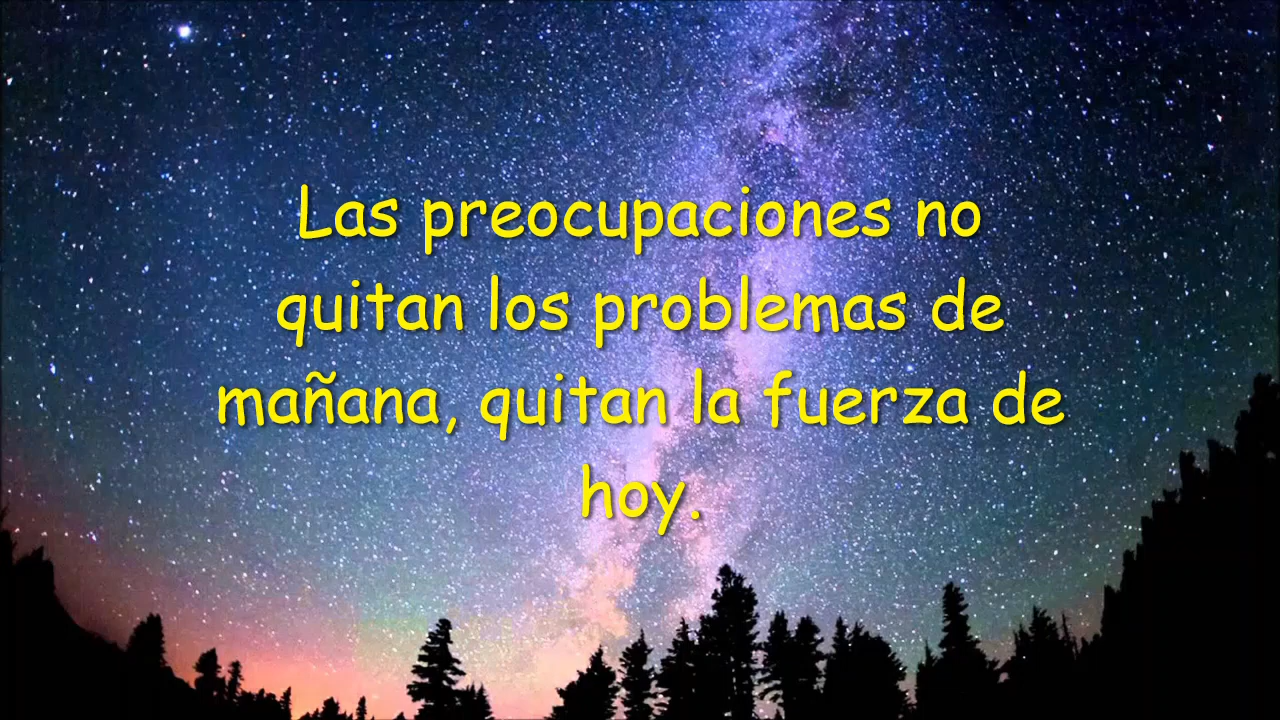 Las preocupaciones no
quitan los problemas de
mañana, quitan la fuerza de
hoy.